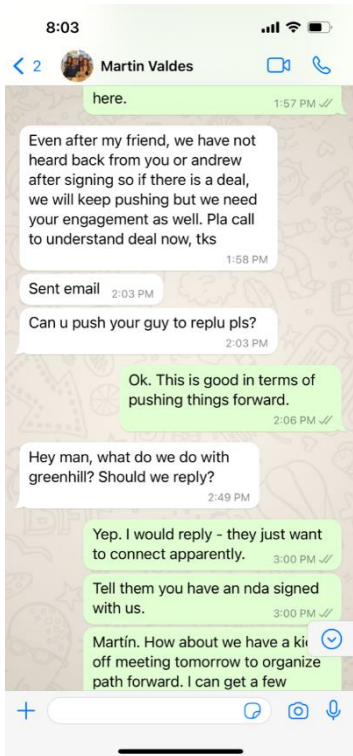 8:03
2
Martin Valdes
here.
1:57 PM
Even after my friend, we have not
heard back from you or andrew
after signing so if there is a deal,
we will keep pushing but we need
your engagement as well. Pla call
to understand deal now, tks
1:58 PM
Sent email 2:03 PM
Can u push your guy to replu pls?
2:03 PM
Ok. This is good in terms of
pushing things forward.
2:06 PM
Hey man, what do we do with
greenhill? Should we reply?
2:49 PM
Yep. I would reply - they just want
to connect apparently. 3:00 PM
Tell them you have an nda signed
with us. 3:00 PM
Martín. How about we have a
off meeting tomorrow to organize
path forward. I can get a few